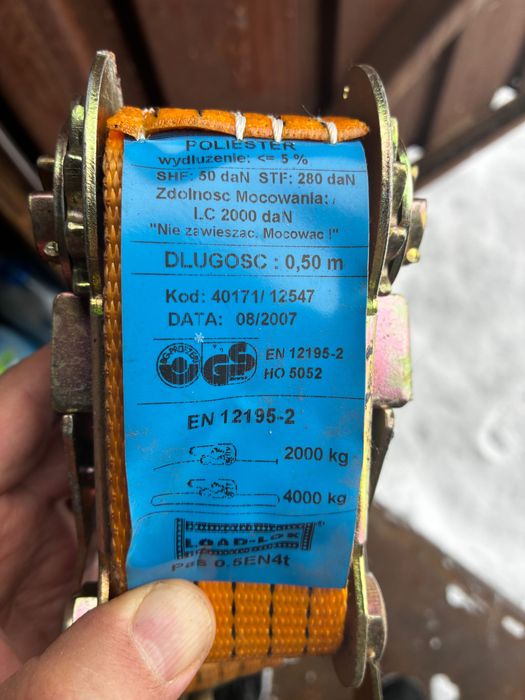 POLIESTER
wydłużenie: <= 5 %
SHF: 50 daN STF: 280 daN
Zdolnosc Mocowania:
LC 2000 daN
"Nie zawieszac. Mocowac !"
DLUGOSC : 0,50 m
Kod: 40171/ 12547
DATA: 08/2007
GS
EN 12195-2
HO 5052
EN 12195-2
2000 kg
4000 kg
LOAD-LOK
Pas 0.5EN4t